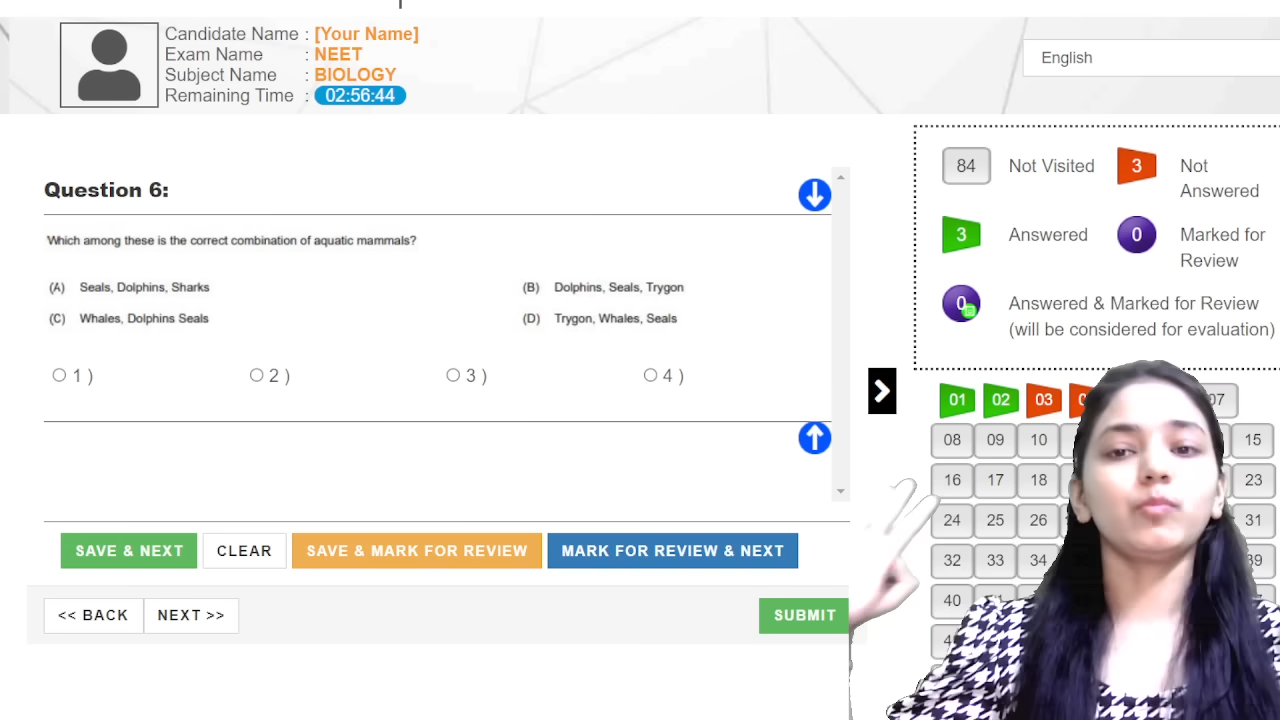 Candidate Name : [Your Name]
Exam Name : NEET
Subject Name : BIOLOGY
Remaining Time : 02:56:44
English
84 Not Visited 3 Not Answered
3 Answered 0 Marked for Review
0 Answered & Marked for Review (will be considered for evaluation)
Question 6:
Which among these is the correct combination of aquatic mammals?
(A) Seals, Dolphins, Sharks (B) Dolphins, Seals, Trygon
(C) Whales, Dolphins Seals (D) Trygon, Whales, Seals
1 ) 2 ) 3 ) 4 )
SAVE & NEXT CLEAR SAVE & MARK FOR REVIEW MARK FOR REVIEW & NEXT
<< BACK NEXT >> SUBMIT
01 02 03 07
08 09 10 15
16 17 18 23
24 25 26 31
32 33 34
40